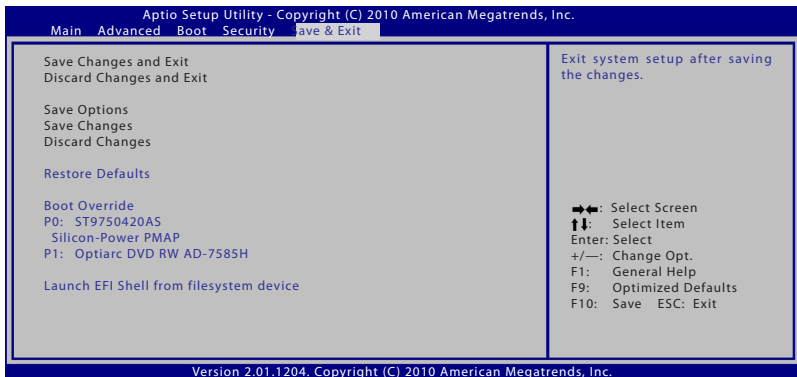 Aptio Setup Utility - Copyright (C) 2010 American Megatrends, Inc.
Main Advanced Boot Security Save & Exit
Save Changes and Exit
Discard Changes and Exit
Save Options
Save Changes
Discard Changes
Restore Defaults
Boot Override
P0: ST9750420AS
Silicon-Power PMAP
P1: Optiarc DVD RW AD-7585H
Launch EFI Shell from filesystem device
Exit system setup after saving
the changes.
➡⬅: Select Screen
⬆⬇: Select Item
Enter: Select
+/—: Change Opt.
F1: General Help
F9: Optimized Defaults
F10: Save ESC: Exit
Version 2.01.1204. Copyright (C) 2010 American Megatrends, Inc.